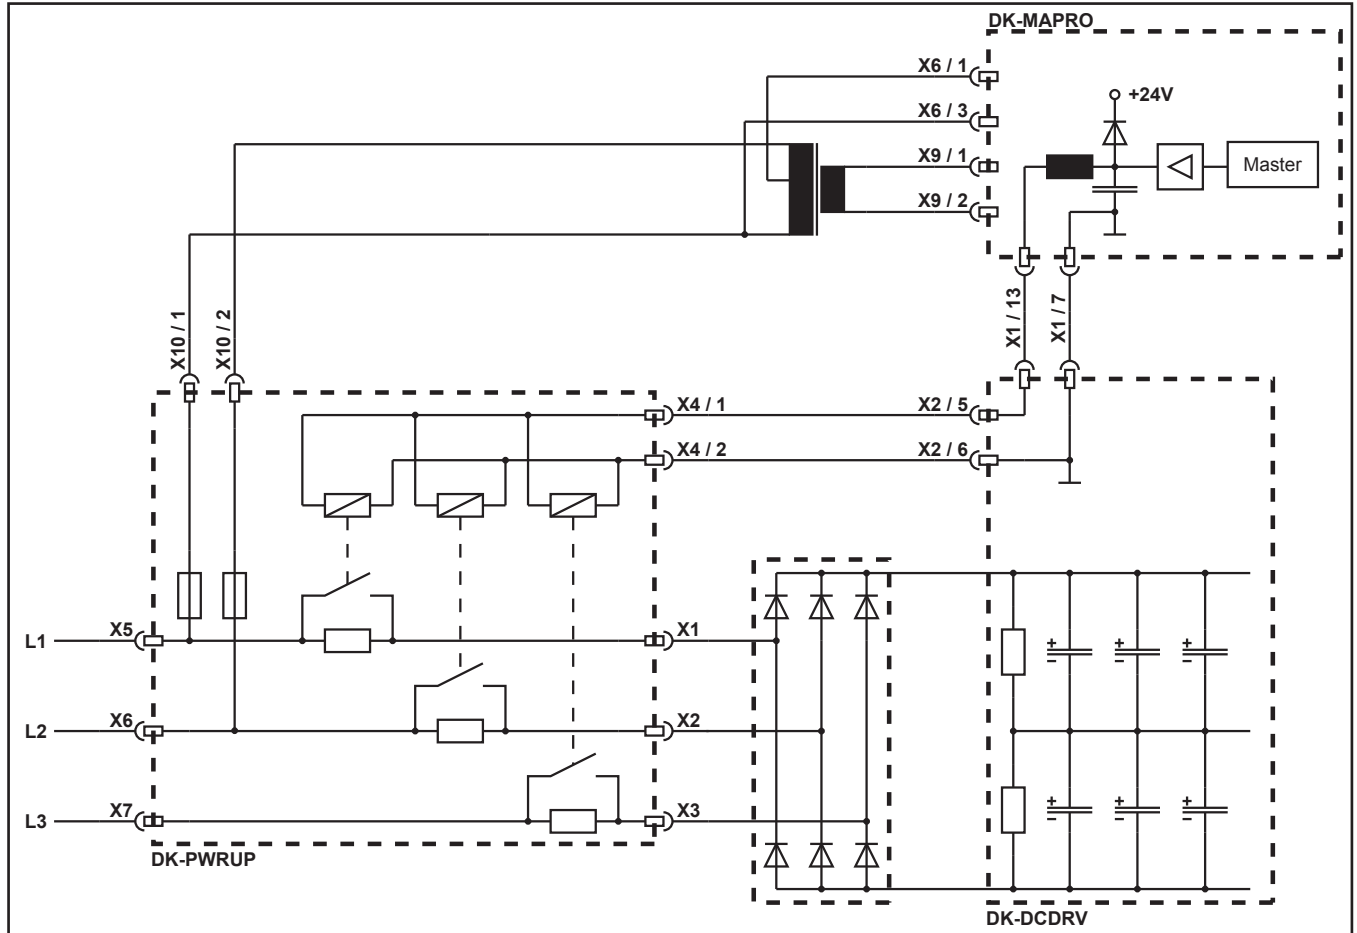 DK-MAPRO
X6 / 1
+24V
X6 / 3
X9 / 1
Master
X9 / 2
X10 / 1
X10 / 2
X1 / 13
X1 / 7
X4 / 1
X2 / 5
X4 / 2
X2 / 6
L1
X5
X1
L2
X6
X2
L3
X7
X3
DK-PWRUP
DK-DCDRV
+
−
+
−
+
−
+
−
+
−
+
−